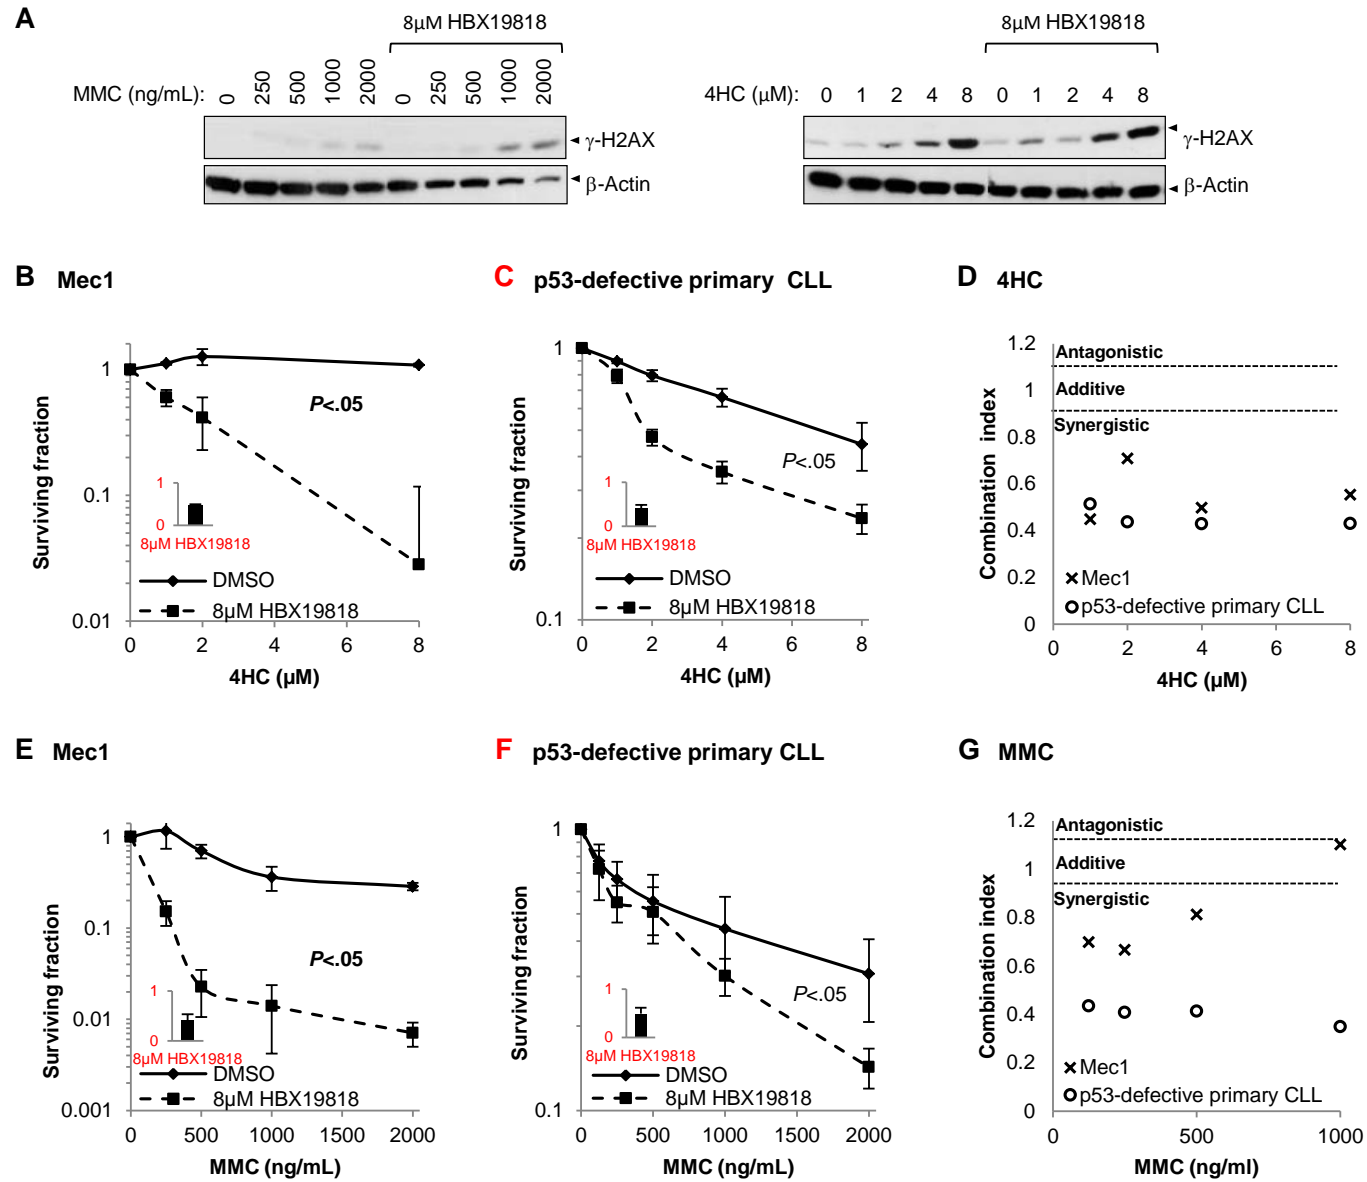 A
8µM HBX19818
MMC (ng/mL): 0 250 500 1000 2000 0 250 500 1000 2000
γ-H2AX
β-Actin
8µM HBX19818
4HC (µM): 0 1 2 4 8 0 1 2 4 8
γ-H2AX
β-Actin
B Mec1
Surviving fraction
1
0.1
0.01
P<.05
1
0
8µM HBX19818
DMSO
8µM HBX19818
0 2 4 6 8
4HC (µM)
C p53-defective primary CLL
Surviving fraction
1
0.1
P<.05
1
0
8µM HBX19818
DMSO
8µM HBX19818
0 2 4 6 8
4HC (µM)
D 4HC
Combination index
1.2
1
0.8
0.6
0.4
0.2
0
Antagonistic
Additive
Synergistic
Mec1
p53-defective primary CLL
0 2 4 6 8
4HC (µM)
E Mec1
Surviving fraction
1
0.1
0.01
0.001
P<.05
1
0
8µM HBX19818
DMSO
8µM HBX19818
0 500 1000 1500 2000
MMC (ng/mL)
F p53-defective primary CLL
Surviving fraction
1
0.1
P<.05
1
0
8µM HBX19818
DMSO
8µM HBX19818
0 500 1000 1500 2000
MMC (ng/mL)
G MMC
Combination index
1.2
1
0.8
0.6
0.4
0.2
0
Antagonistic
Additive
Synergistic
Mec1
p53-defective primary CLL
0 500 1000
MMC (ng/ml)